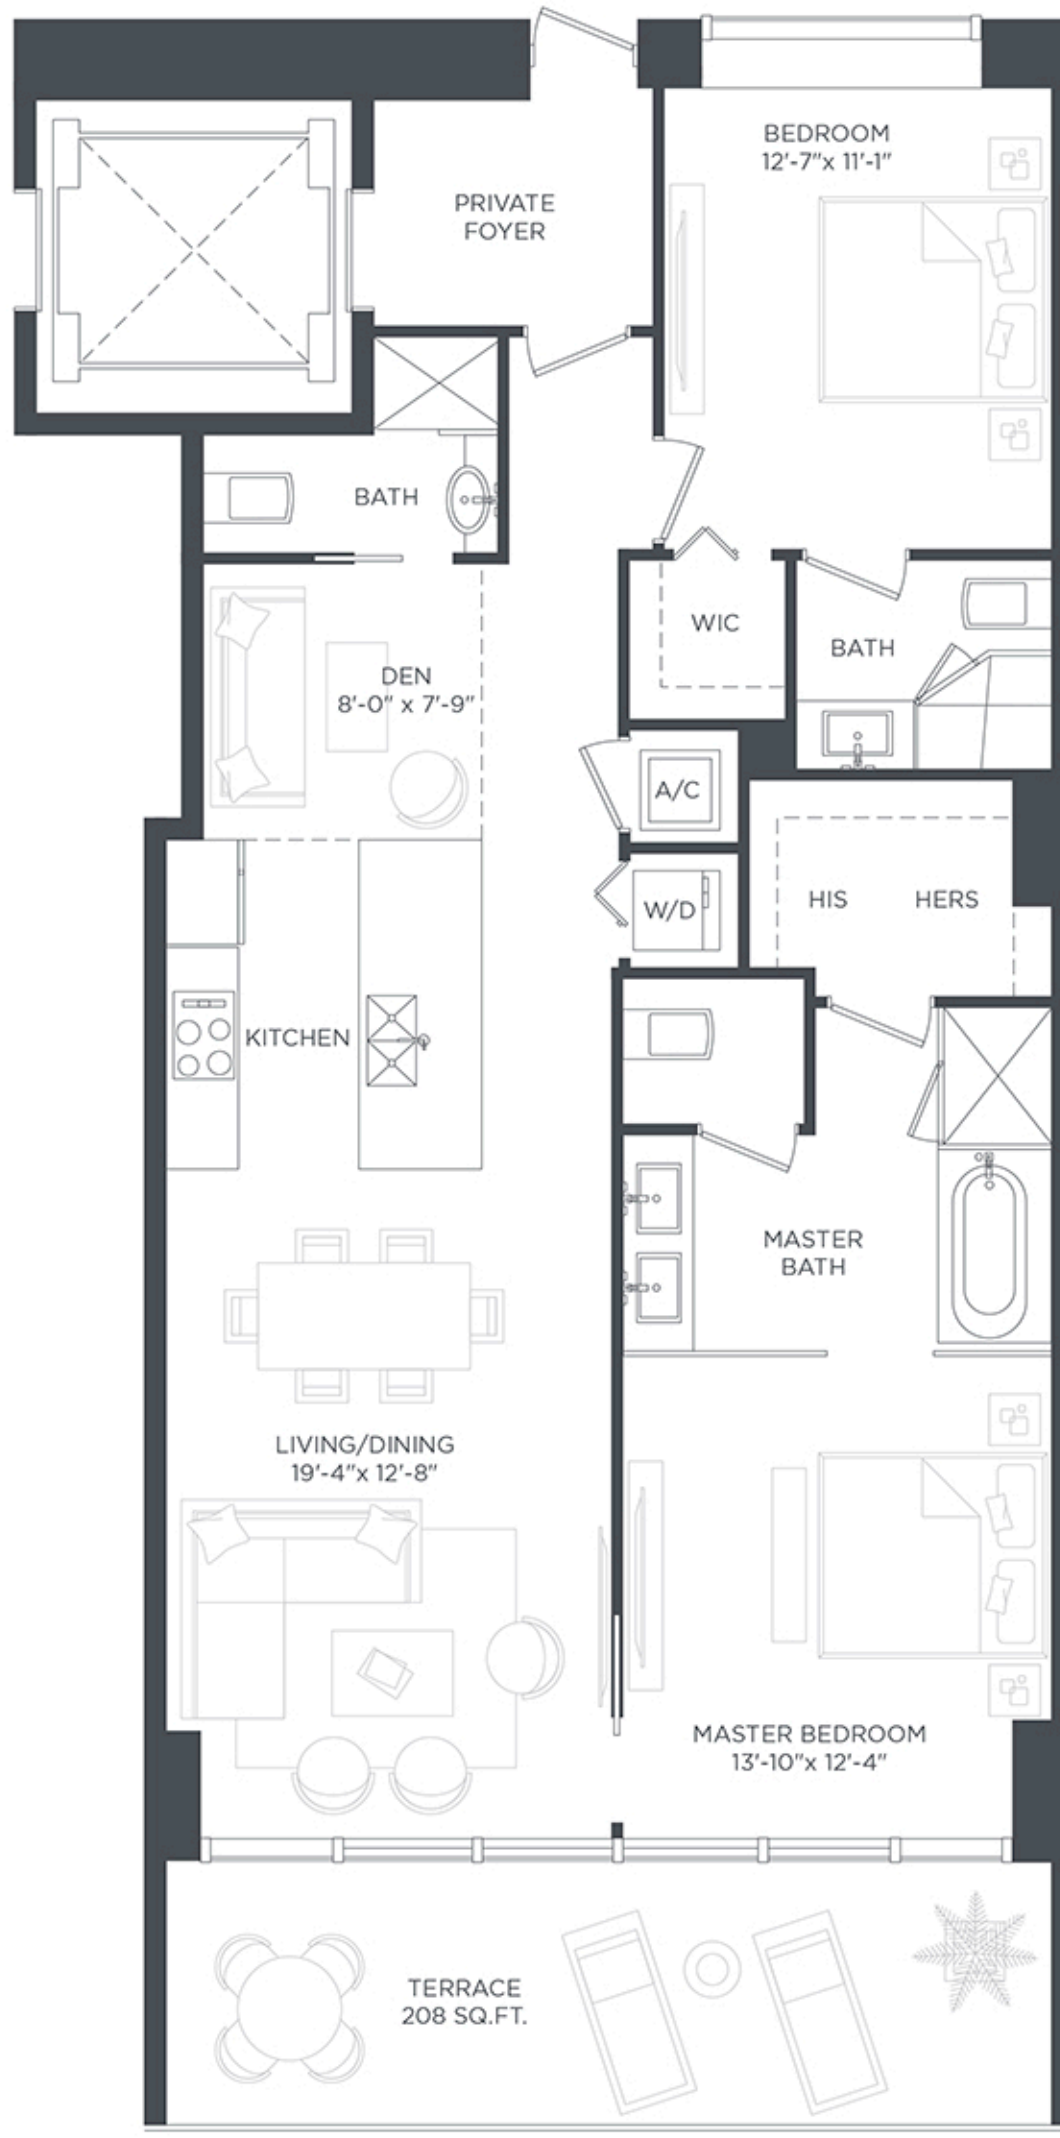 BEDROOM
12'-7"x 11'-1"
PRIVATE
FOYER
BATH
WIC
BATH
DEN
8'-0" x 7'-9"
A/C
W/D
HIS HERS
KITCHEN
MASTER
BATH
LIVING/DINING
19'-4"x 12'-8"
MASTER BEDROOM
13'-10"x 12'-4"
TERRACE
208 SQ.FT.